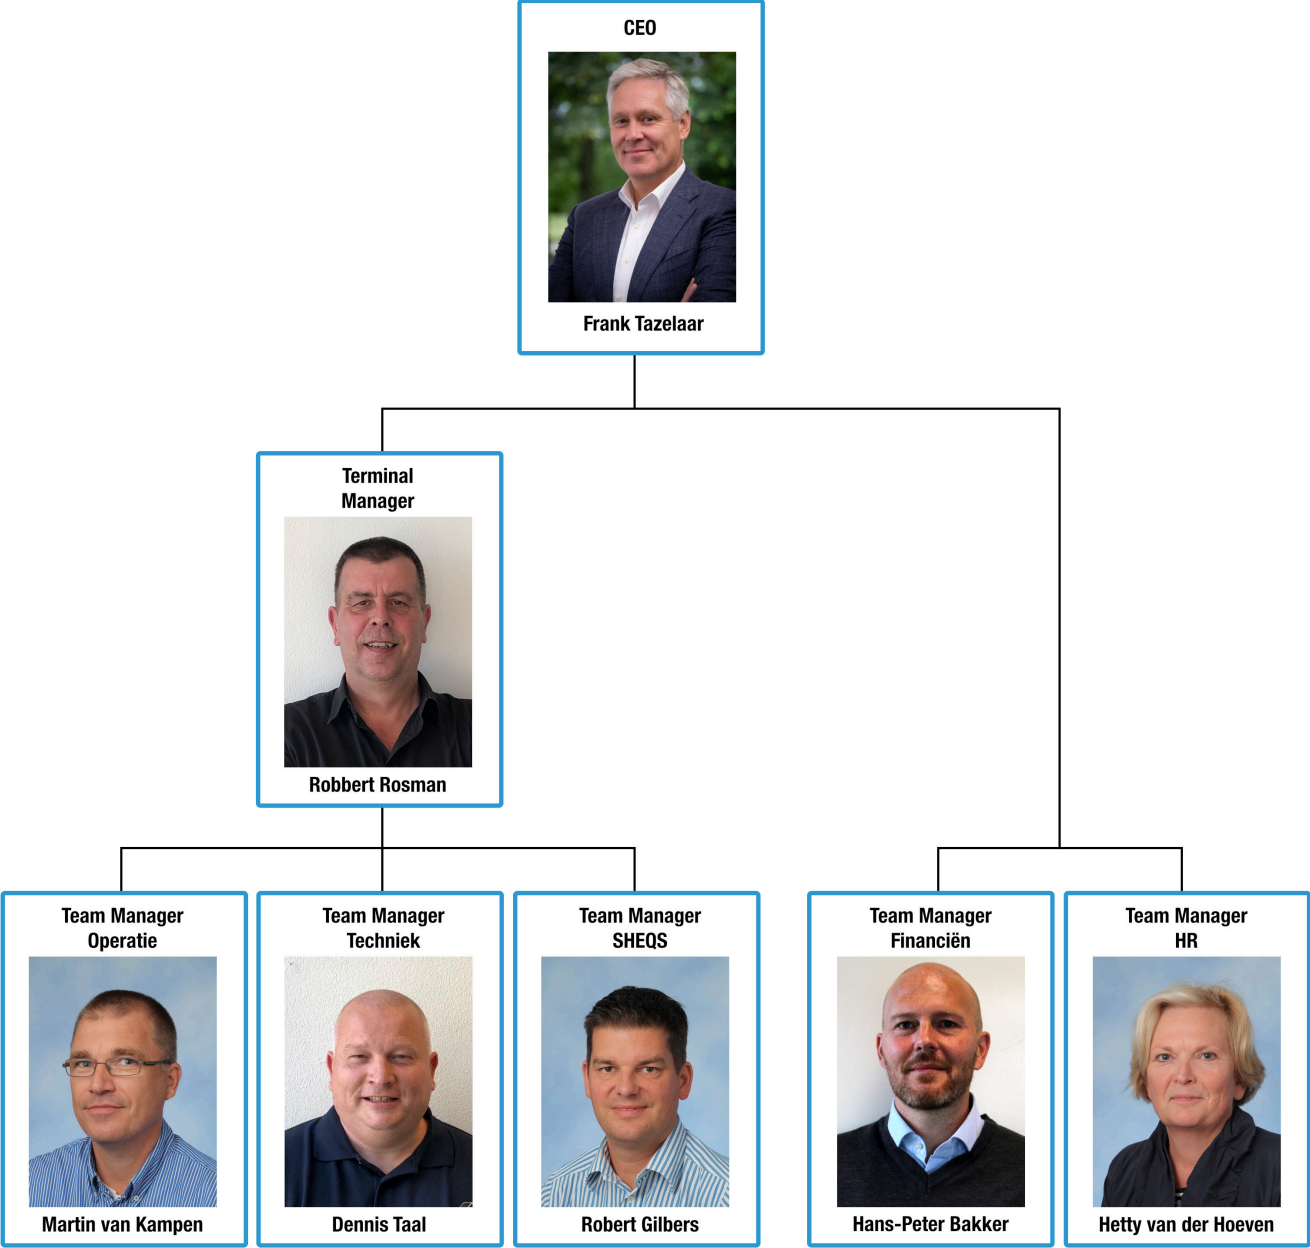 CEO
Frank Tazelaar
Terminal
Manager
Robbert Rosman
Team Manager
Operatie
Martin van Kampen
Team Manager
Techniek
Dennis Taal
Team Manager
SHEQS
Robert Gilbers
Team Manager
Financiën
Hans-Peter Bakker
Team Manager
HR
Hetty van der Hoeven